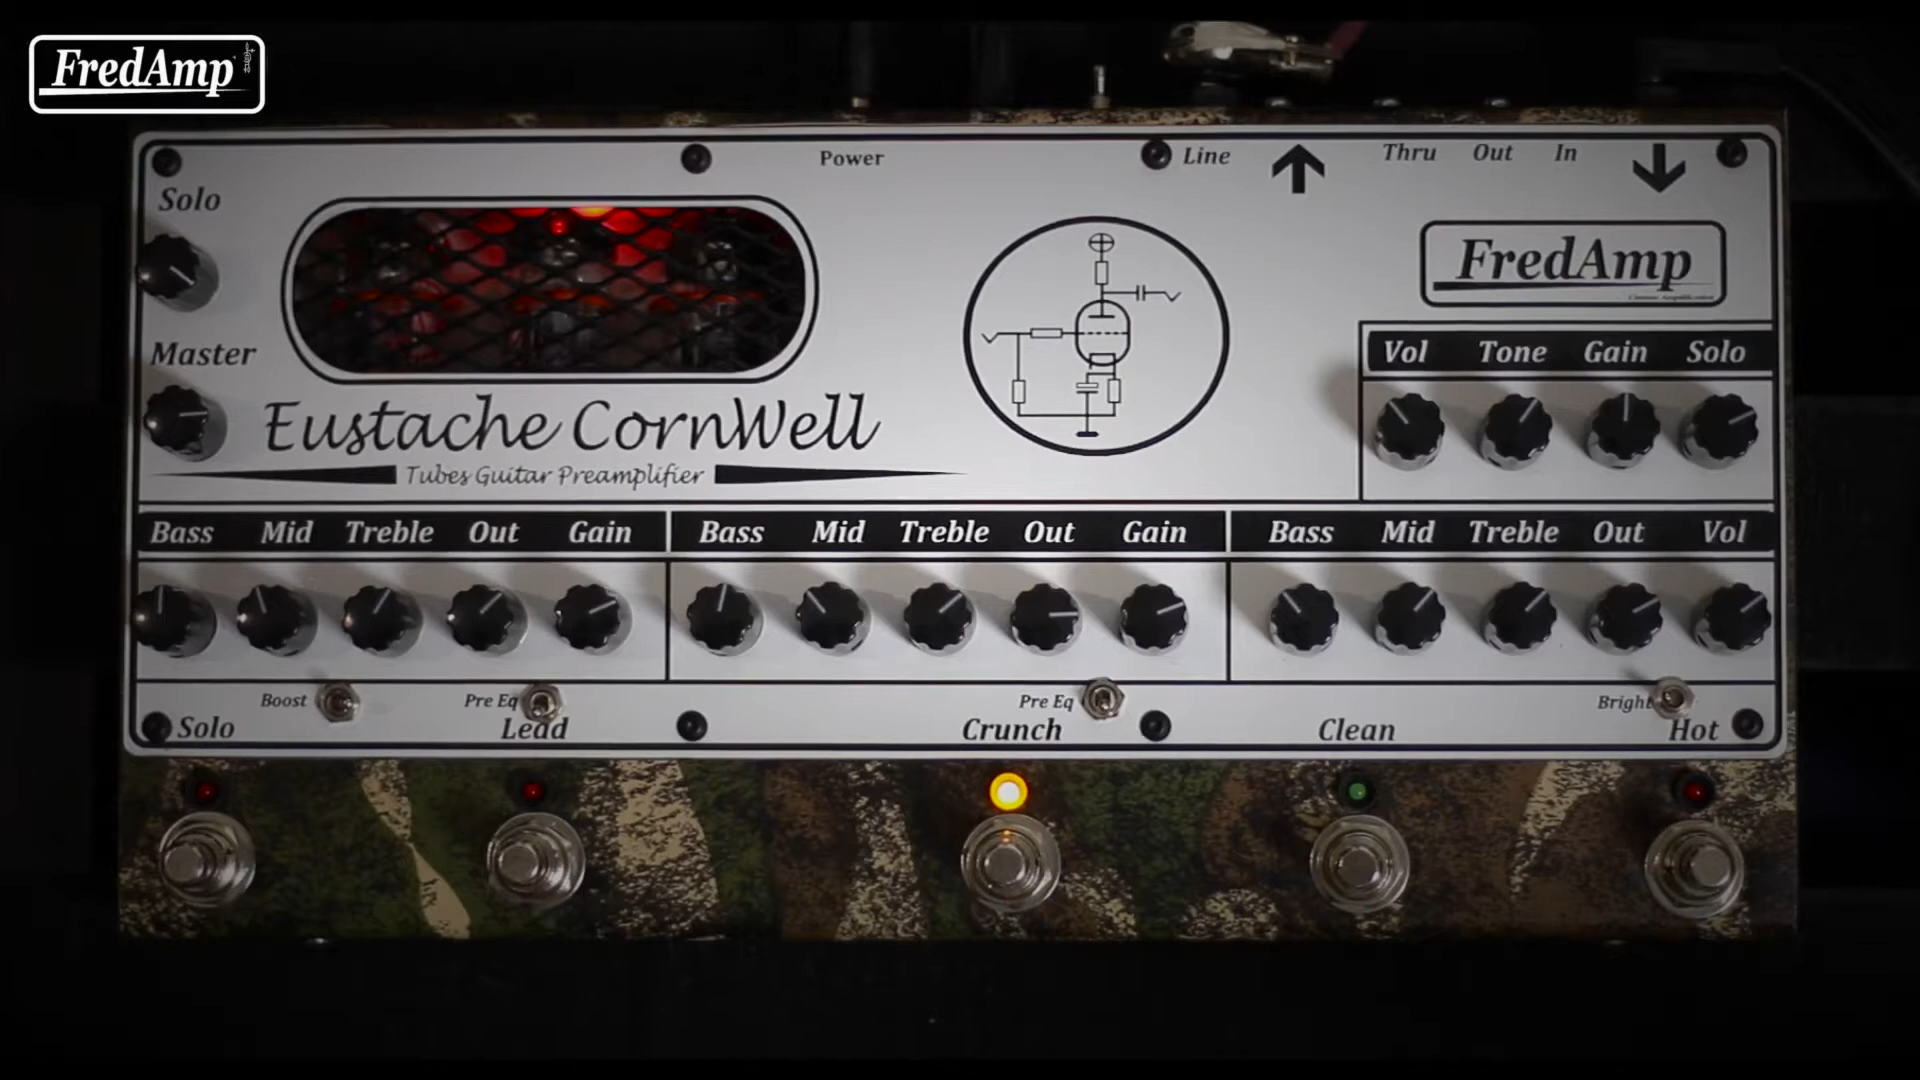 FredAmp
Power
Line
Thru Out In
Solo
FredAmp
Master
Vol Tone Gain Solo
Eustache CornWell
Tubes Guitar Preamplifier
Bass Mid Treble Out Gain
Bass Mid Treble Out Gain
Bass Mid Treble Out Vol
Boost
Pre Eq
Pre Eq
Bright
Solo
Lead
Crunch
Clean
Hot